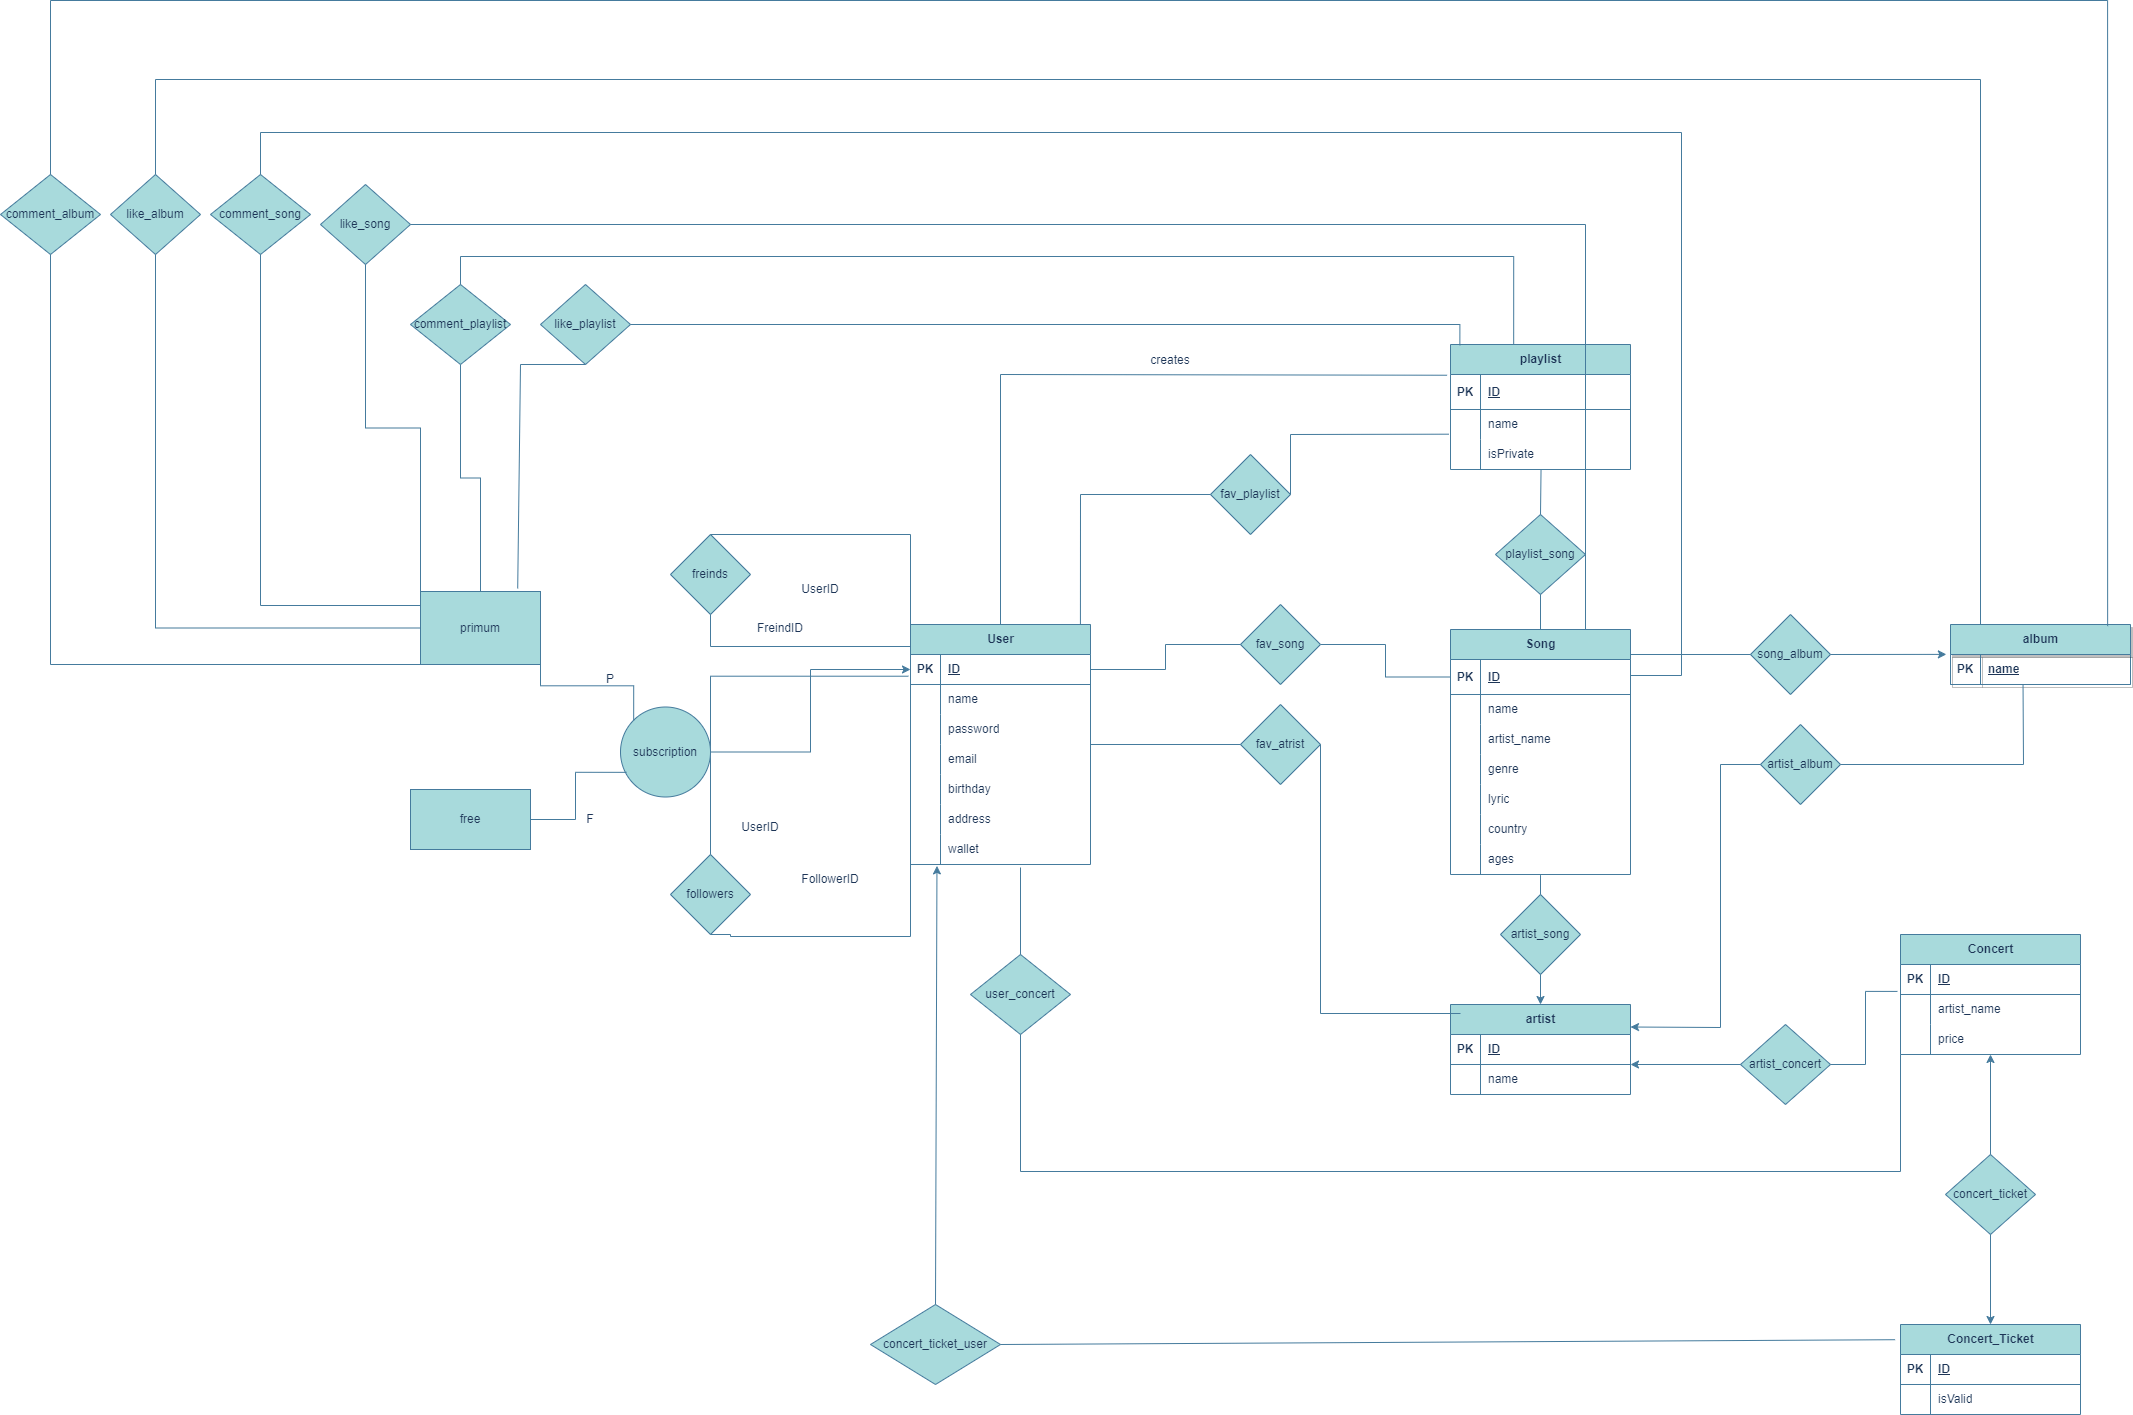 comment_album
like_album
comment_song
like_song
comment_playlist
like_playlist
creates
playlist
PK ID
name
isPrivate
fav_playlist
playlist_song
freinds
UserID
FreindID
primum
P
subscription
free
F
User
PK ID
name
password
email
birthday
address
wallet
fav_song
fav_atrist
Song
PK ID
name
artist_name
genre
lyric
country
ages
song_album
album
PK name
artist_album
UserID
FollowerID
followers
user_concert
artist_song
artist
PK ID
name
artist_concert
Concert
PK ID
artist_name
price
concert_ticket
concert_ticket_user
Concert_Ticket
PK ID
isValid